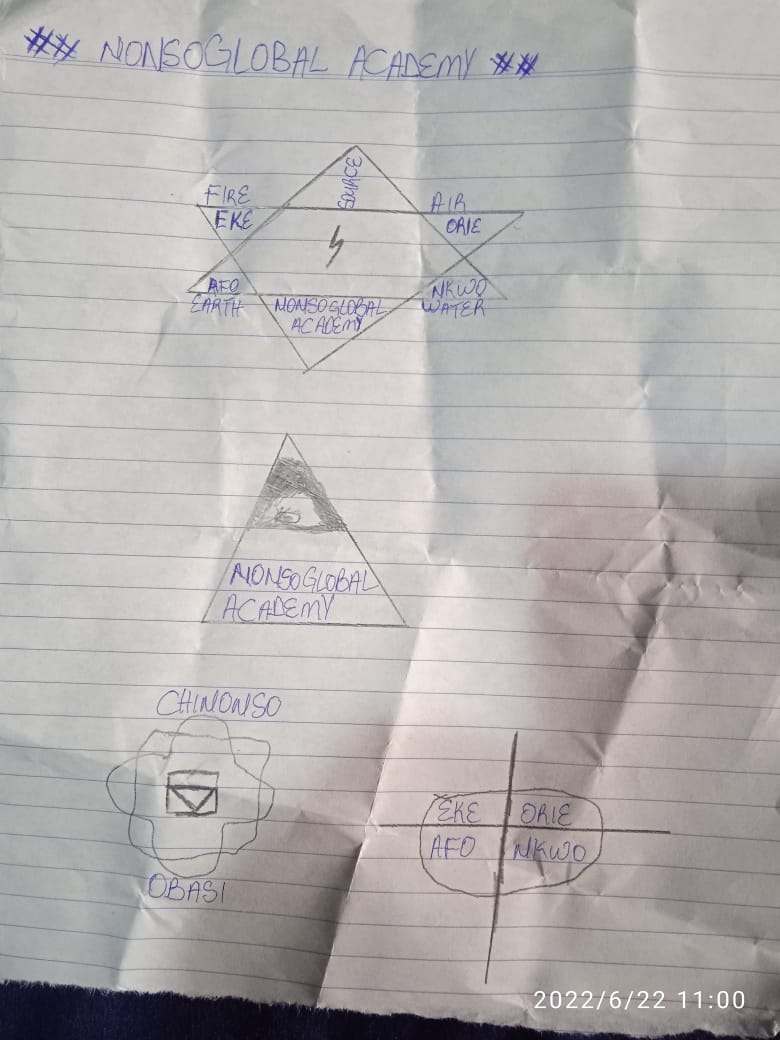 ## NONSOGLOBAL ACADEMY ##
SOURCE
FIRE
AIR
EKE
ORIE
AFO
NKWO
EARTH
NONSOGLOBAL
WATER
ACADEMY
NONSOGLOBAL
ACADEMY
CHINONSO
EKE ORIE
AFO NKWO
OBASI
2022/6/22 11:00